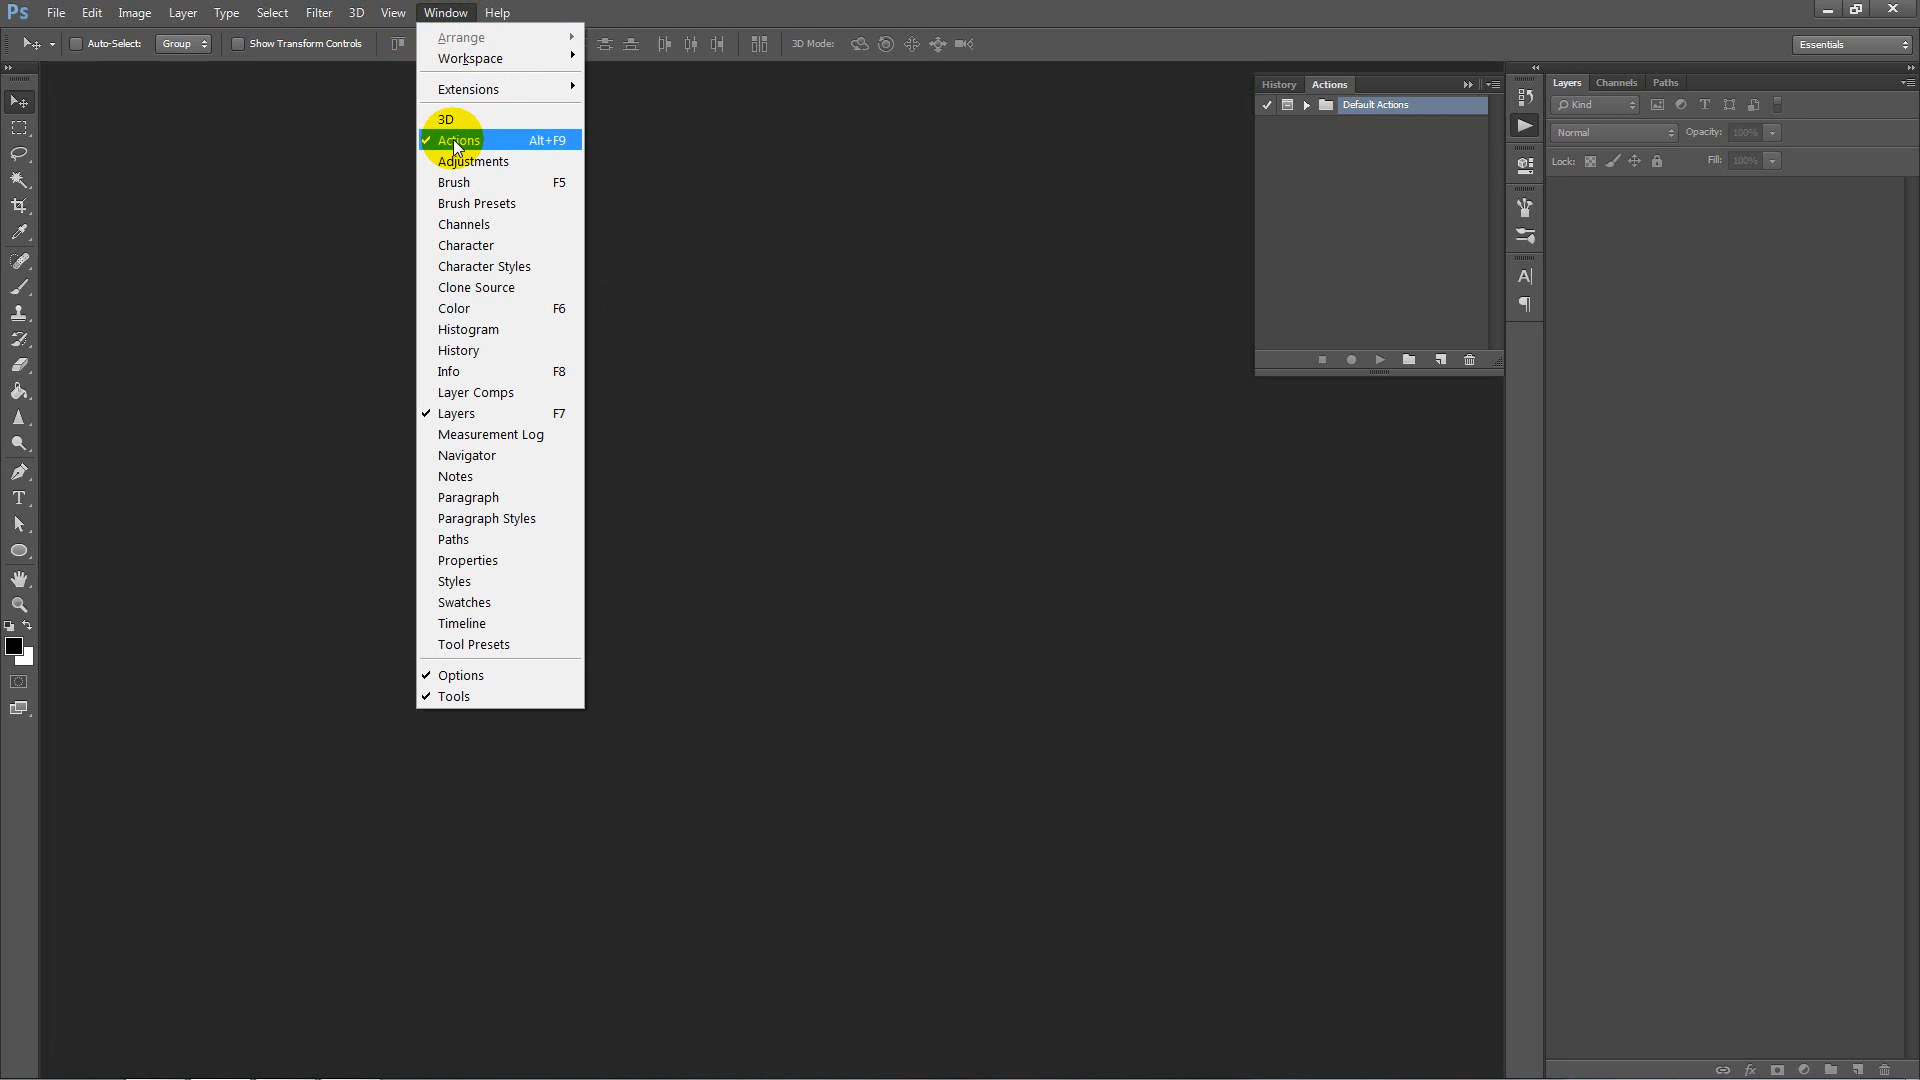 Ps File Edit Image Layer Type Select Filter 3D View Window Help
Auto-Select: Group Show Transform Controls 3D Mode: Essentials
Arrange
Workspace
Extensions
3D
Actions Alt+F9
Adjustments
Brush F5
Brush Presets
Channels
Character
Character Styles
Clone Source
Color F6
Histogram
History
Info F8
Layer Comps
Layers F7
Measurement Log
Navigator
Notes
Paragraph
Paragraph Styles
Paths
Properties
Styles
Swatches
Timeline
Tool Presets
Options
Tools
History Actions
Default Actions
Layers Channels Paths
Kind
Normal Opacity: 100%
Lock: Fill: 100%